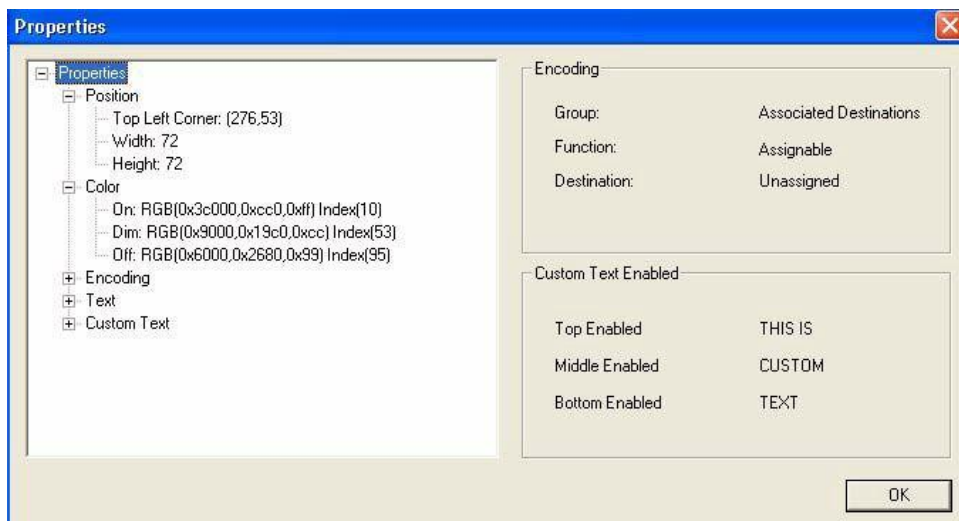 Properties
Properties
Position
Top Left Corner: (276,53)
Width: 72
Height: 72
Color
On: RGB(0x3c000,0xcc0,0xff) Index(10)
Dim: RGB(0x9000,0x19c0,0xcc) Index(53)
Off: RGB(0x6000,0x2680,0x99) Index(95)
Encoding
Text
Custom Text
Encoding
Group: Associated Destinations
Function: Assignable
Destination: Unassigned
Custom Text Enabled
Top Enabled THIS IS
Middle Enabled CUSTOM
Bottom Enabled TEXT
OK